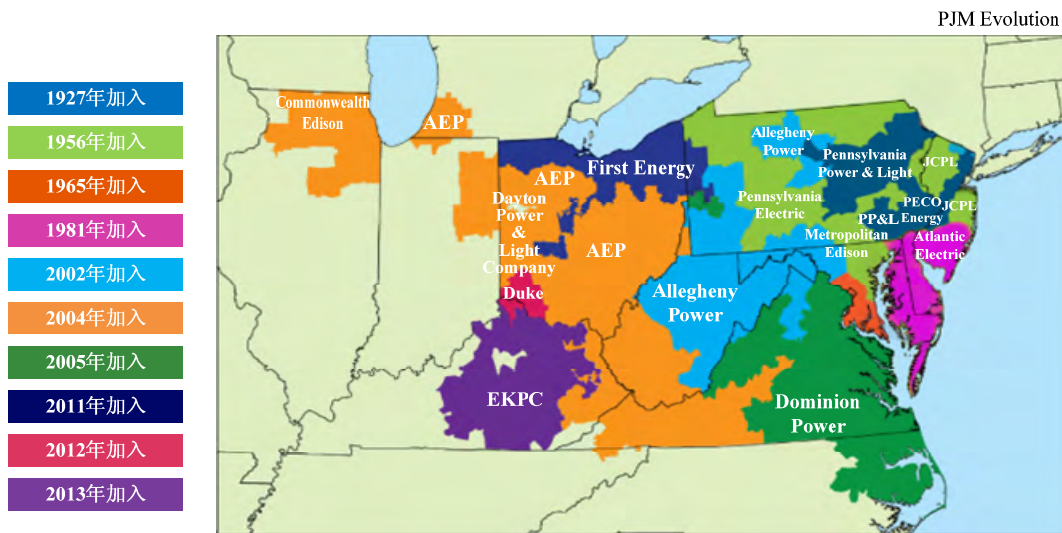 PJM Evolution
1927年加入
1956年加入
1965年加入
1981年加入
2002年加入
2004年加入
2005年加入
2011年加入
2012年加入
2013年加入
Commonwealth
Edison
AEP
First Energy
AEP
Dayton
Power
&
Light
Company
AEP
Duke
EKPC
Allegheny
Power
Pennsylvania
Power & Light
JCPL
Pennsylvania
Electric
PP&L
PECO
Energy
JCPL
Metropolitan
Edison
Atlantic
Electric
Allegheny
Power
Dominion
Power